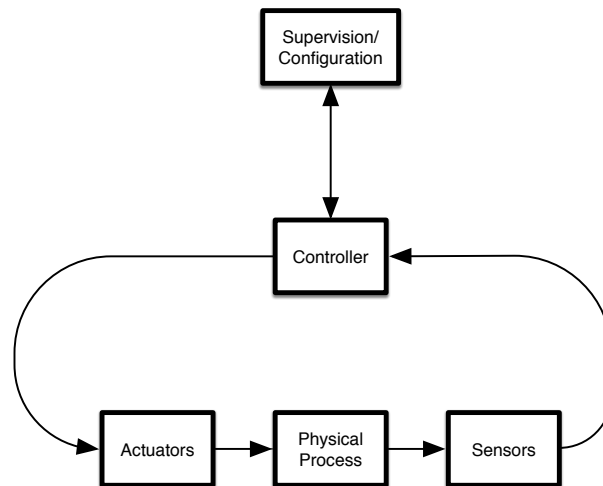 Supervision/
Configuration
Controller
Actuators
Physical
Process
Sensors